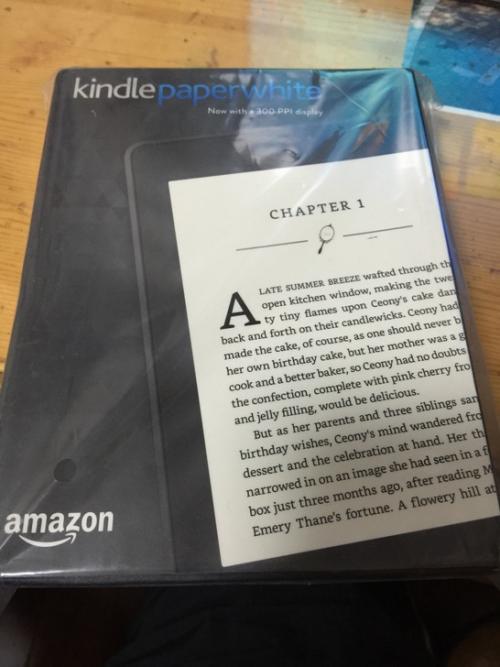 kindle paperwhite
Now with a 300 PPI display
CHAPTER 1
A LATE SUMMER BREEZE wafted through th
open kitchen window, making the twe
ty tiny flames upon Ceony's cake dan
back and forth on their candlewicks. Ceony had
made the cake, of course, as one should never b
her own birthday cake, but her mother was a g
cook and a better baker, so Ceony had no doubts
the confection, complete with pink cherry fro
and jelly filling, would be delicious.
But as her parents and three siblings san
birthday wishes, Ceony's mind wandered fro
dessert and the celebration at hand. Her th
narrowed in on an image she had seen in a f
box just three months ago, after reading M
Emery Thane's fortune. A flowery hill at
amazon